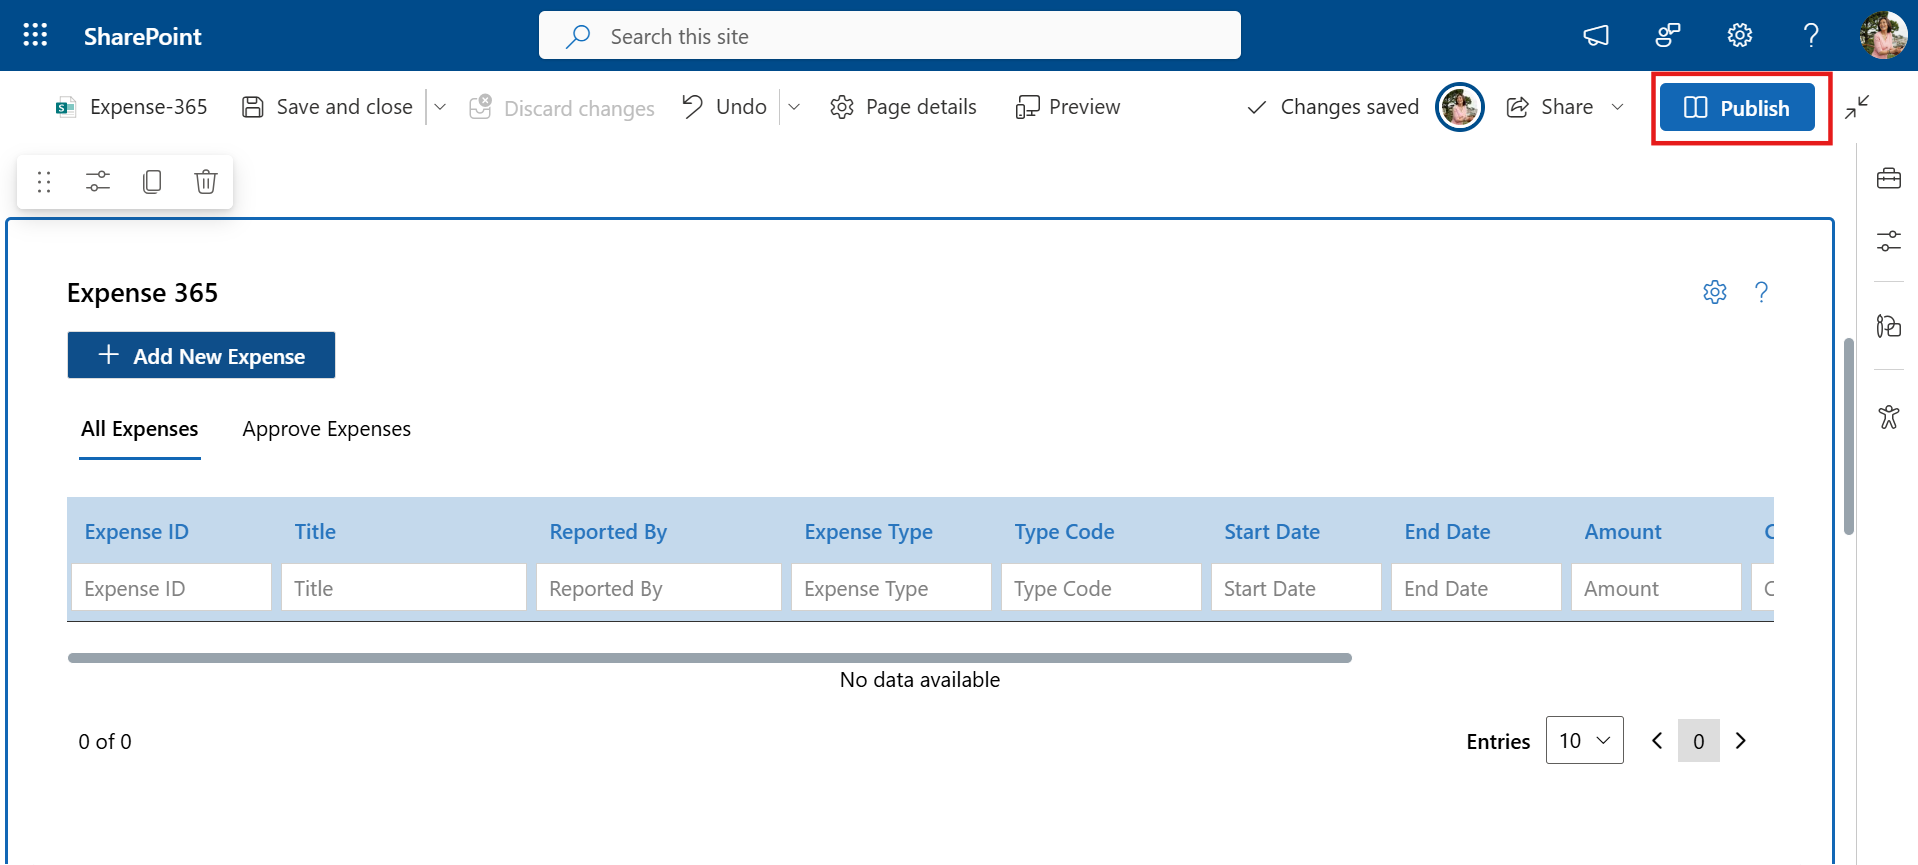 SharePoint
Search this site
Expense-365
Save and close
Discard changes
Undo
Page details
Preview
Changes saved
Share
Publish
Expense 365
+ Add New Expense
All Expenses
Approve Expenses
Expense ID Title Reported By Expense Type Type Code Start Date End Date Amount
Expense ID Title Reported By Expense Type Type Code Start Date End Date Amount
No data available
0 of 0
Entries 10 < 0 >